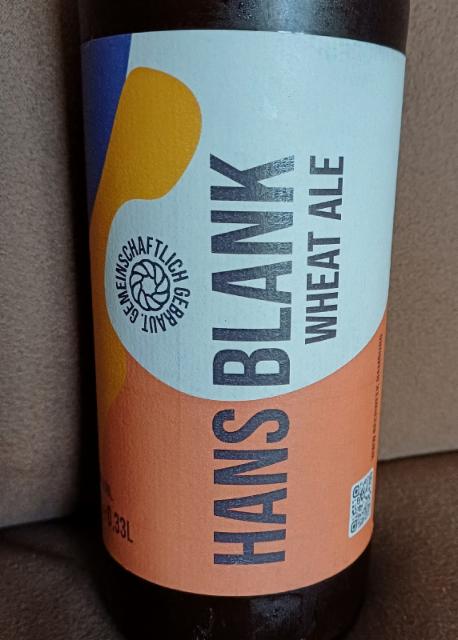 HANS BLANK
WHEAT ALE
GEMEINSCHAFTLICH GEBRAUT.
0,33L